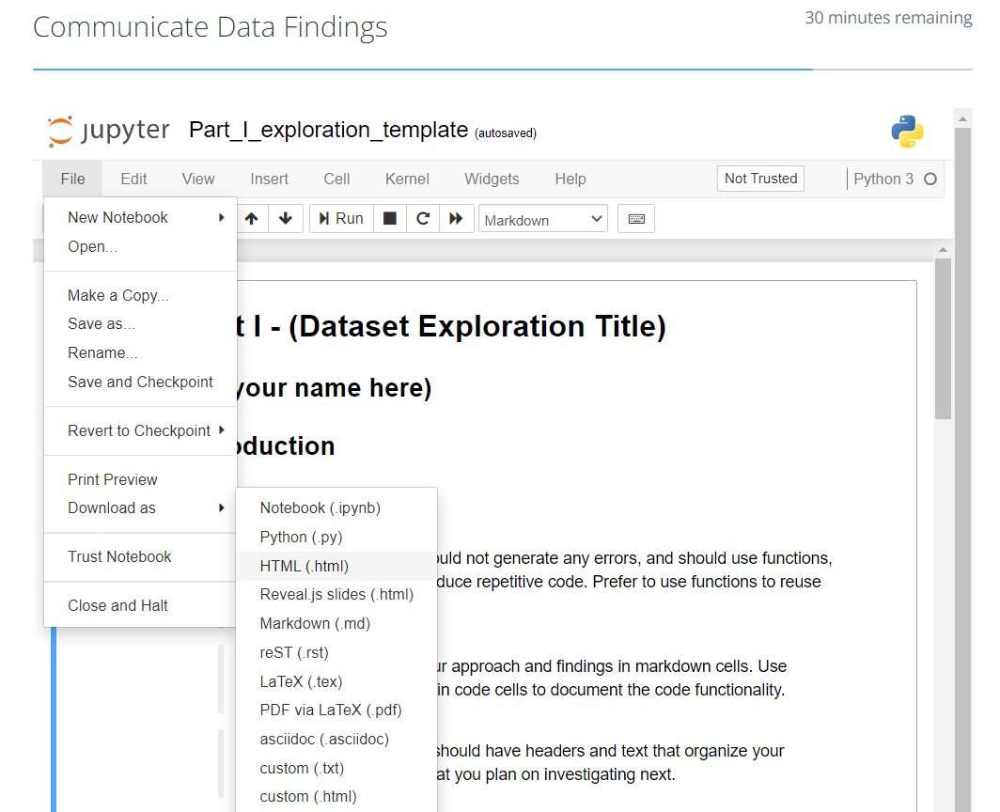 Communicate Data Findings
30 minutes remaining
jupyter Part_I_exploration_template (autosaved)
File Edit View Insert Cell Kernel Widgets Help Not Trusted Python 3
Run Markdown
New Notebook
Open...
Make a Copy...
Save as...
Rename...
Save and Checkpoint
Revert to Checkpoint
Print Preview
Download as
Trust Notebook
Close and Halt
Notebook (.ipynb)
Python (.py)
HTML (.html)
Reveal.js slides (.html)
Markdown (.md)
reST (.rst)
LaTeX (.tex)
PDF via LaTeX (.pdf)
asciidoc (.asciidoc)
custom (.txt)
custom (.html)
t I - (Dataset Exploration Title)
your name here)
oduction
ould not generate any errors, and should use functions,
duce repetitive code. Prefer to use functions to reuse
ur approach and findings in markdown cells. Use
in code cells to document the code functionality.
should have headers and text that organize your
at you plan on investigating next.